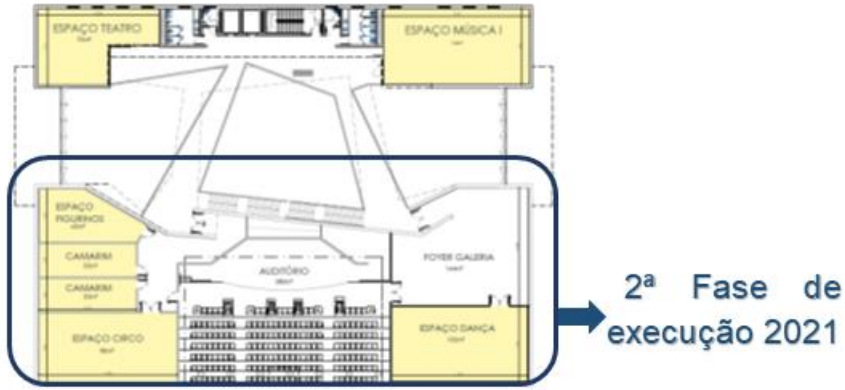 ESPAÇO TEATRO
ESPAÇO MÚSICA I
ESPAÇO
FIGURINOS
CAMARIM
CAMARIM
AUDITÓRIO
FOYER GALERIA
ESPAÇO CIRCO
ESPAÇO DANÇA
2ª Fase de
execução 2021